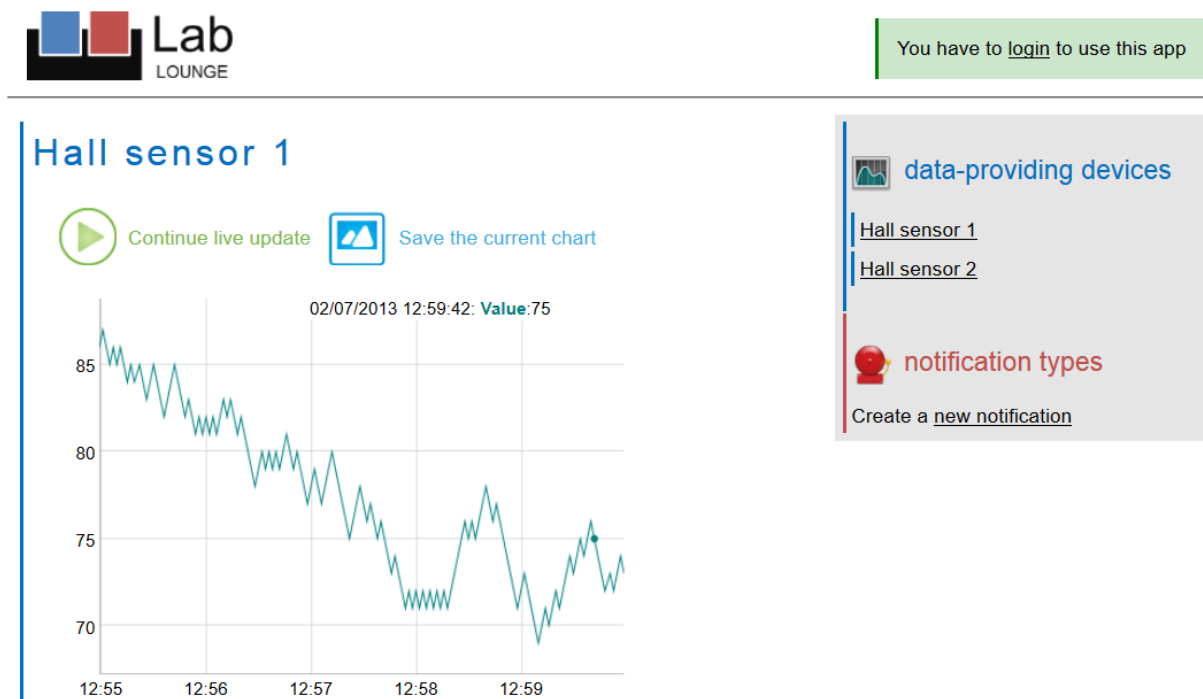 Lab
LOUNGE
You have to login to use this app
Hall sensor 1
Continue live update
Save the current chart
02/07/2013 12:59:42: Value:75
85
80
75
70
12:55 12:56 12:57 12:58 12:59
data-providing devices
Hall sensor 1
Hall sensor 2
notification types
Create a new notification